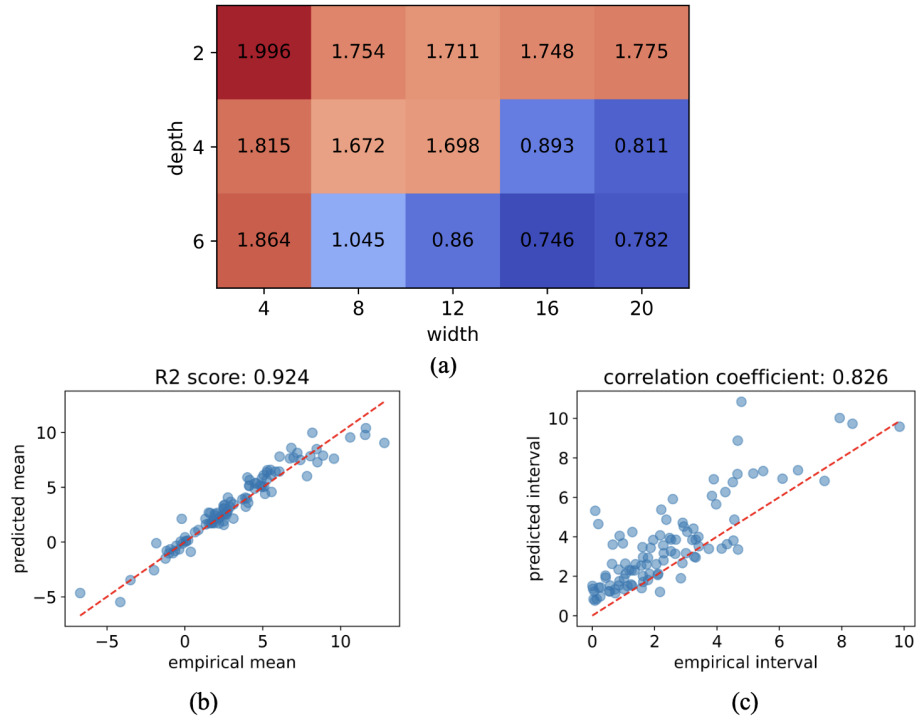 2 1.996 1.754 1.711 1.748 1.775
depth
4 1.815 1.672 1.698 0.893 0.811
6 1.864 1.045 0.86 0.746 0.782
4 8 12 16 20
width
(a)
R2 score: 0.924
predicted mean
10
5
0
−5
−5 0 5 10
empirical mean
(b)
correlation coefficient: 0.826
predicted interval
10
8
6
4
2
0
0 2 4 6 8 10
empirical interval
(c)